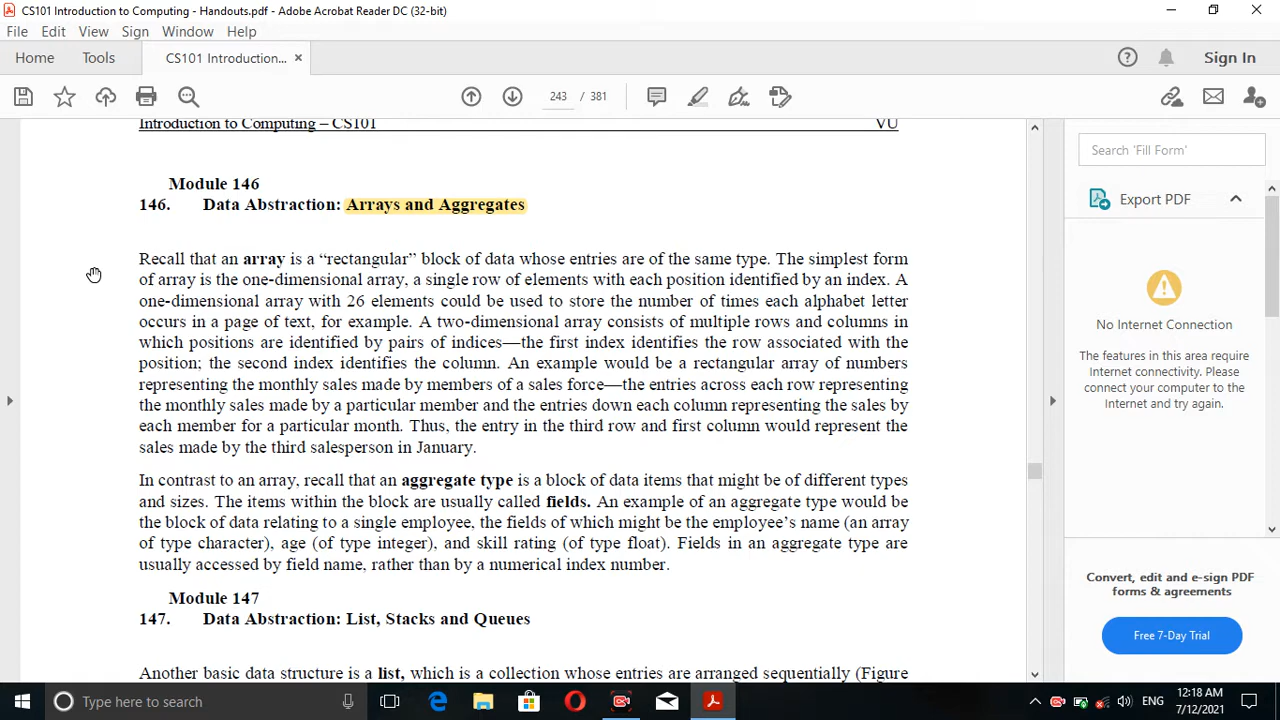 CS101 Introduction to Computing - Handouts.pdf - Adobe Acrobat Reader DC (32-bit)
File Edit View Sign Window Help
Home Tools CS101 Introduction... × Sign In
243 / 381
Introduction to Computing – CS101 VU
Search 'Fill Form'
Module 146
146. Data Abstraction: Arrays and Aggregates
Export PDF
Recall that an array is a “rectangular” block of data whose entries are of the same type. The simplest form
of array is the one-dimensional array, a single row of elements with each position identified by an index. A
one-dimensional array with 26 elements could be used to store the number of times each alphabet letter
occurs in a page of text, for example. A two-dimensional array consists of multiple rows and columns in
which positions are identified by pairs of indices—the first index identifies the row associated with the
position; the second index identifies the column. An example would be a rectangular array of numbers
representing the monthly sales made by members of a sales force—the entries across each row representing
the monthly sales made by a particular member and the entries down each column representing the sales by
each member for a particular month. Thus, the entry in the third row and first column would represent the
sales made by the third salesperson in January.
In contrast to an array, recall that an aggregate type is a block of data items that might be of different types
and sizes. The items within the block are usually called fields. An example of an aggregate type would be
the block of data relating to a single employee, the fields of which might be the employee’s name (an array
of type character), age (of type integer), and skill rating (of type float). Fields in an aggregate type are
usually accessed by field name, rather than by a numerical index number.
Module 147
147. Data Abstraction: List, Stacks and Queues
Another basic data structure is a list, which is a collection whose entries are arranged sequentially (Figure
No Internet Connection
The features in this area require
Internet connectivity. Please
connect your computer to the
Internet and try again.
Convert, edit and e-sign PDF
forms & agreements
Free 7-Day Trial
Type here to search
ENG
12:18 AM
7/12/2021